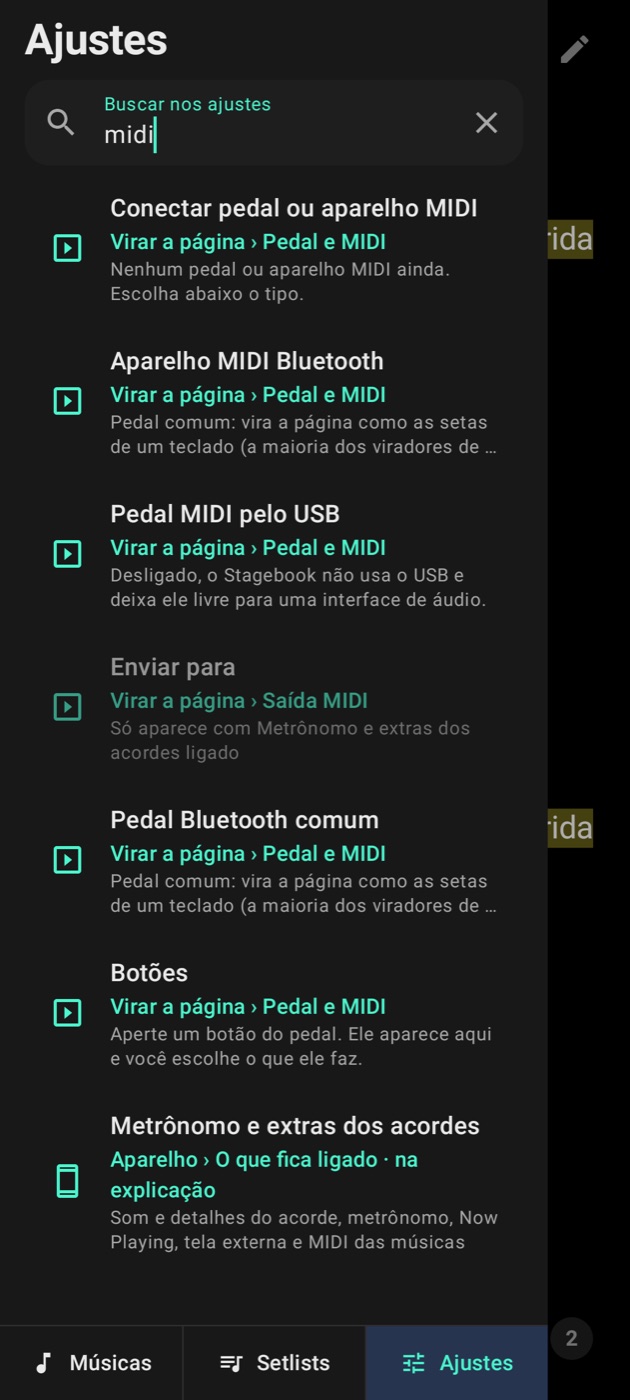 Ajustes
Buscar nos ajustes
midi
rida
Conectar pedal ou aparelho MIDI
Virar a página › Pedal e MIDI
Nenhum pedal ou aparelho MIDI ainda.
Escolha abaixo o tipo.
Aparelho MIDI Bluetooth
Virar a página › Pedal e MIDI
Pedal comum: vira a página como as setas
de um teclado (a maioria dos viradores de …
Pedal MIDI pelo USB
Virar a página › Pedal e MIDI
Desligado, o Stagebook não usa o USB e
deixa ele livre para uma interface de áudio.
Enviar para
Virar a página › Saída MIDI
Só aparece com Metrônomo e extras dos
acordes ligado
Pedal Bluetooth comum
rida
Virar a página › Pedal e MIDI
Pedal comum: vira a página como as setas
de um teclado (a maioria dos viradores de …
Botões
Virar a página › Pedal e MIDI
Aperte um botão do pedal. Ele aparece aqui
e você escolhe o que ele faz.
Metrônomo e extras dos acordes
Aparelho › O que fica ligado · na
explicação
Som e detalhes do acorde, metrônomo, Now
Playing, tela externa e MIDI das músicas
Músicas
Setlists
Ajustes
2